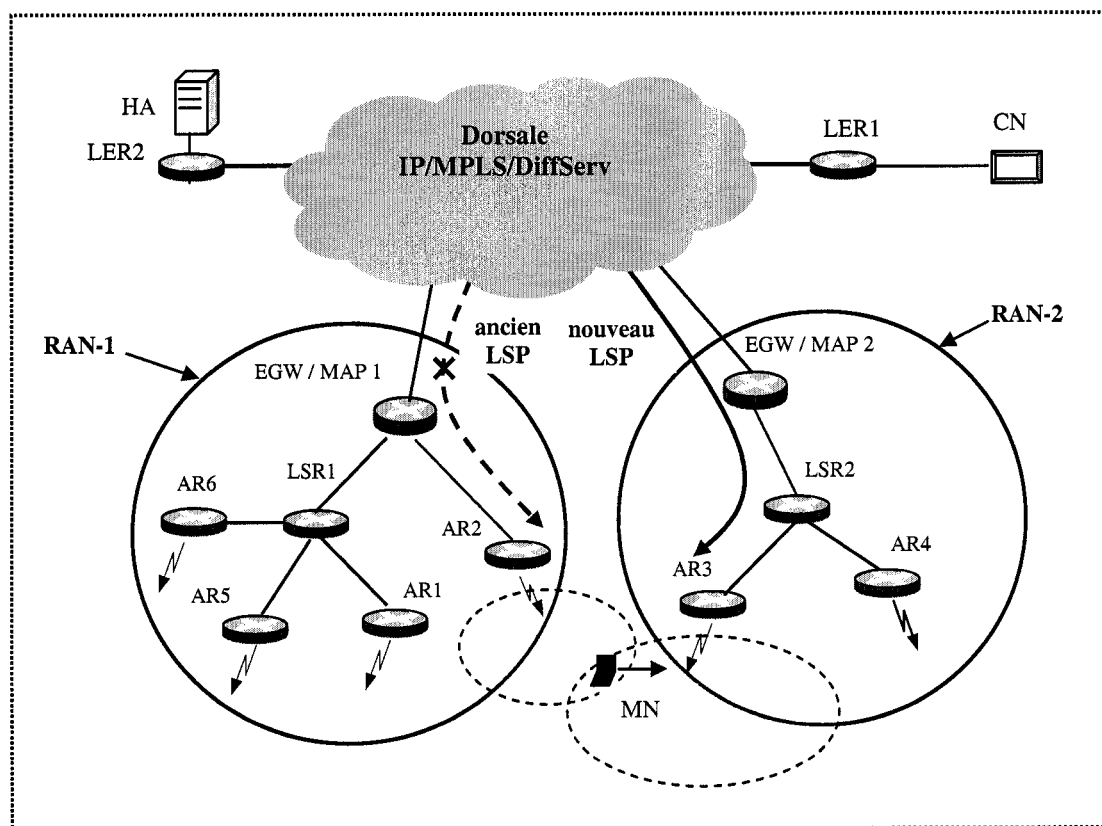 HA
LER2
Dorsale
IP/MPLS/DiffServ
LER1
CN
RAN-1
ancien
LSP
nouveau
LSP
RAN-2
EGW / MAP 1
EGW / MAP 2
LSR1
LSR2
AR6
AR2
AR4
AR3
AR5
AR1
MN